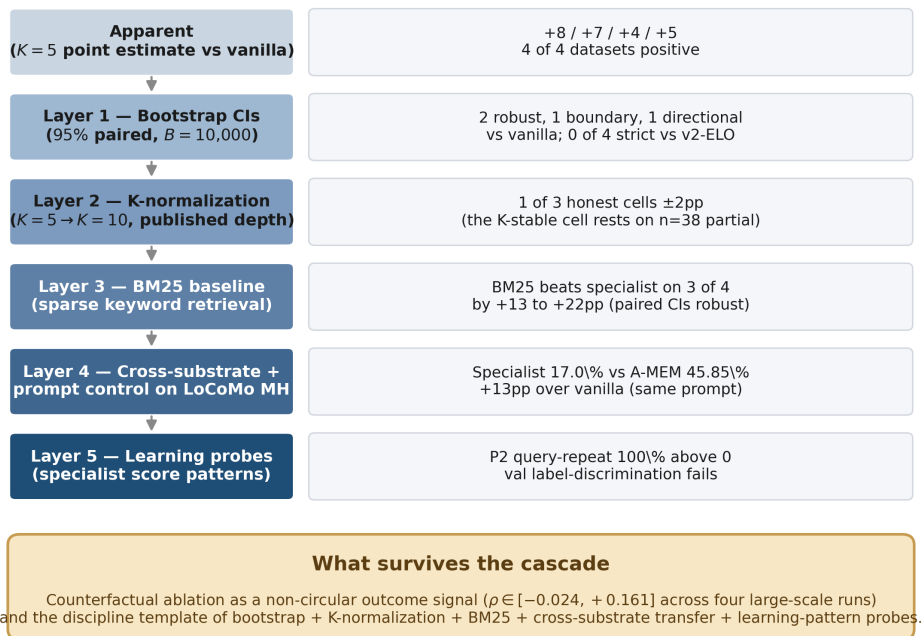 Apparent
(K = 5 point estimate vs vanilla)
+8 / +7 / +4 / +5
4 of 4 datasets positive
Layer 1 — Bootstrap CIs
(95% paired, B = 10,000)
2 robust, 1 boundary, 1 directional
vs vanilla; 0 of 4 strict vs v2-ELO
Layer 2 — K-normalization
(K = 5 → K = 10, published depth)
1 of 3 honest cells ±2pp
(the K-stable cell rests on n=38 partial)
Layer 3 — BM25 baseline
(sparse keyword retrieval)
BM25 beats specialist on 3 of 4
by +13 to +22pp (paired CIs robust)
Layer 4 — Cross-substrate +
prompt control on LoCoMo MH
Specialist 17.0\% vs A-MEM 45.85\%
+13pp over vanilla (same prompt)
Layer 5 — Learning probes
(specialist score patterns)
P2 query-repeat 100\% above 0
val label-discrimination fails
What survives the cascade
Counterfactual ablation as a non-circular outcome signal (ρ ∈ [−0.024, +0.161] across four large-scale runs)
and the discipline template of bootstrap + K-normalization + BM25 + cross-substrate transfer + learning-pattern probes.